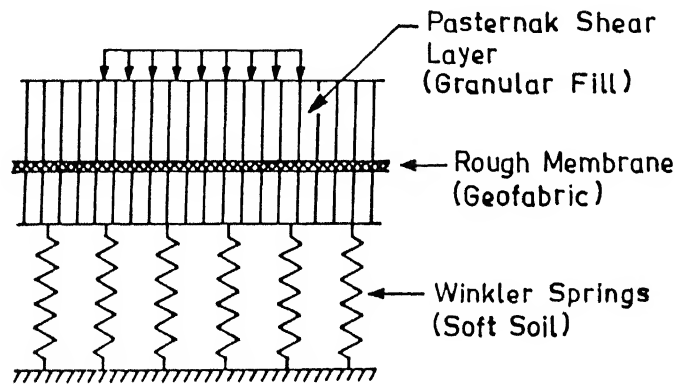 Pasternak Shear
Layer
(Granular Fill)
Rough Membrane
(Geofabric)
Winkler Springs
(Soft Soil)